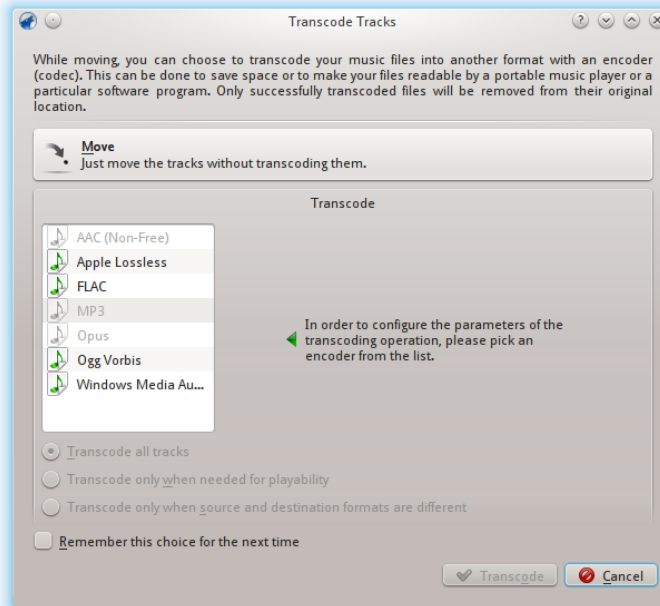 Transcode Tracks
While moving, you can choose to transcode your music files into another format with an encoder
(codec). This can be done to save space or to make your files readable by a portable music player or a
particular software program. Only successfully transcoded files will be removed from their original
location.
Move
Just move the tracks without transcoding them.
Transcode
AAC (Non-Free)
Apple Lossless
FLAC
MP3
Opus
Ogg Vorbis
Windows Media Au...
In order to configure the parameters of the
transcoding operation, please pick an
encoder from the list.
Transcode all tracks
Transcode only when needed for playability
Transcode only when source and destination formats are different
Remember this choice for the next time
Transcode
Cancel